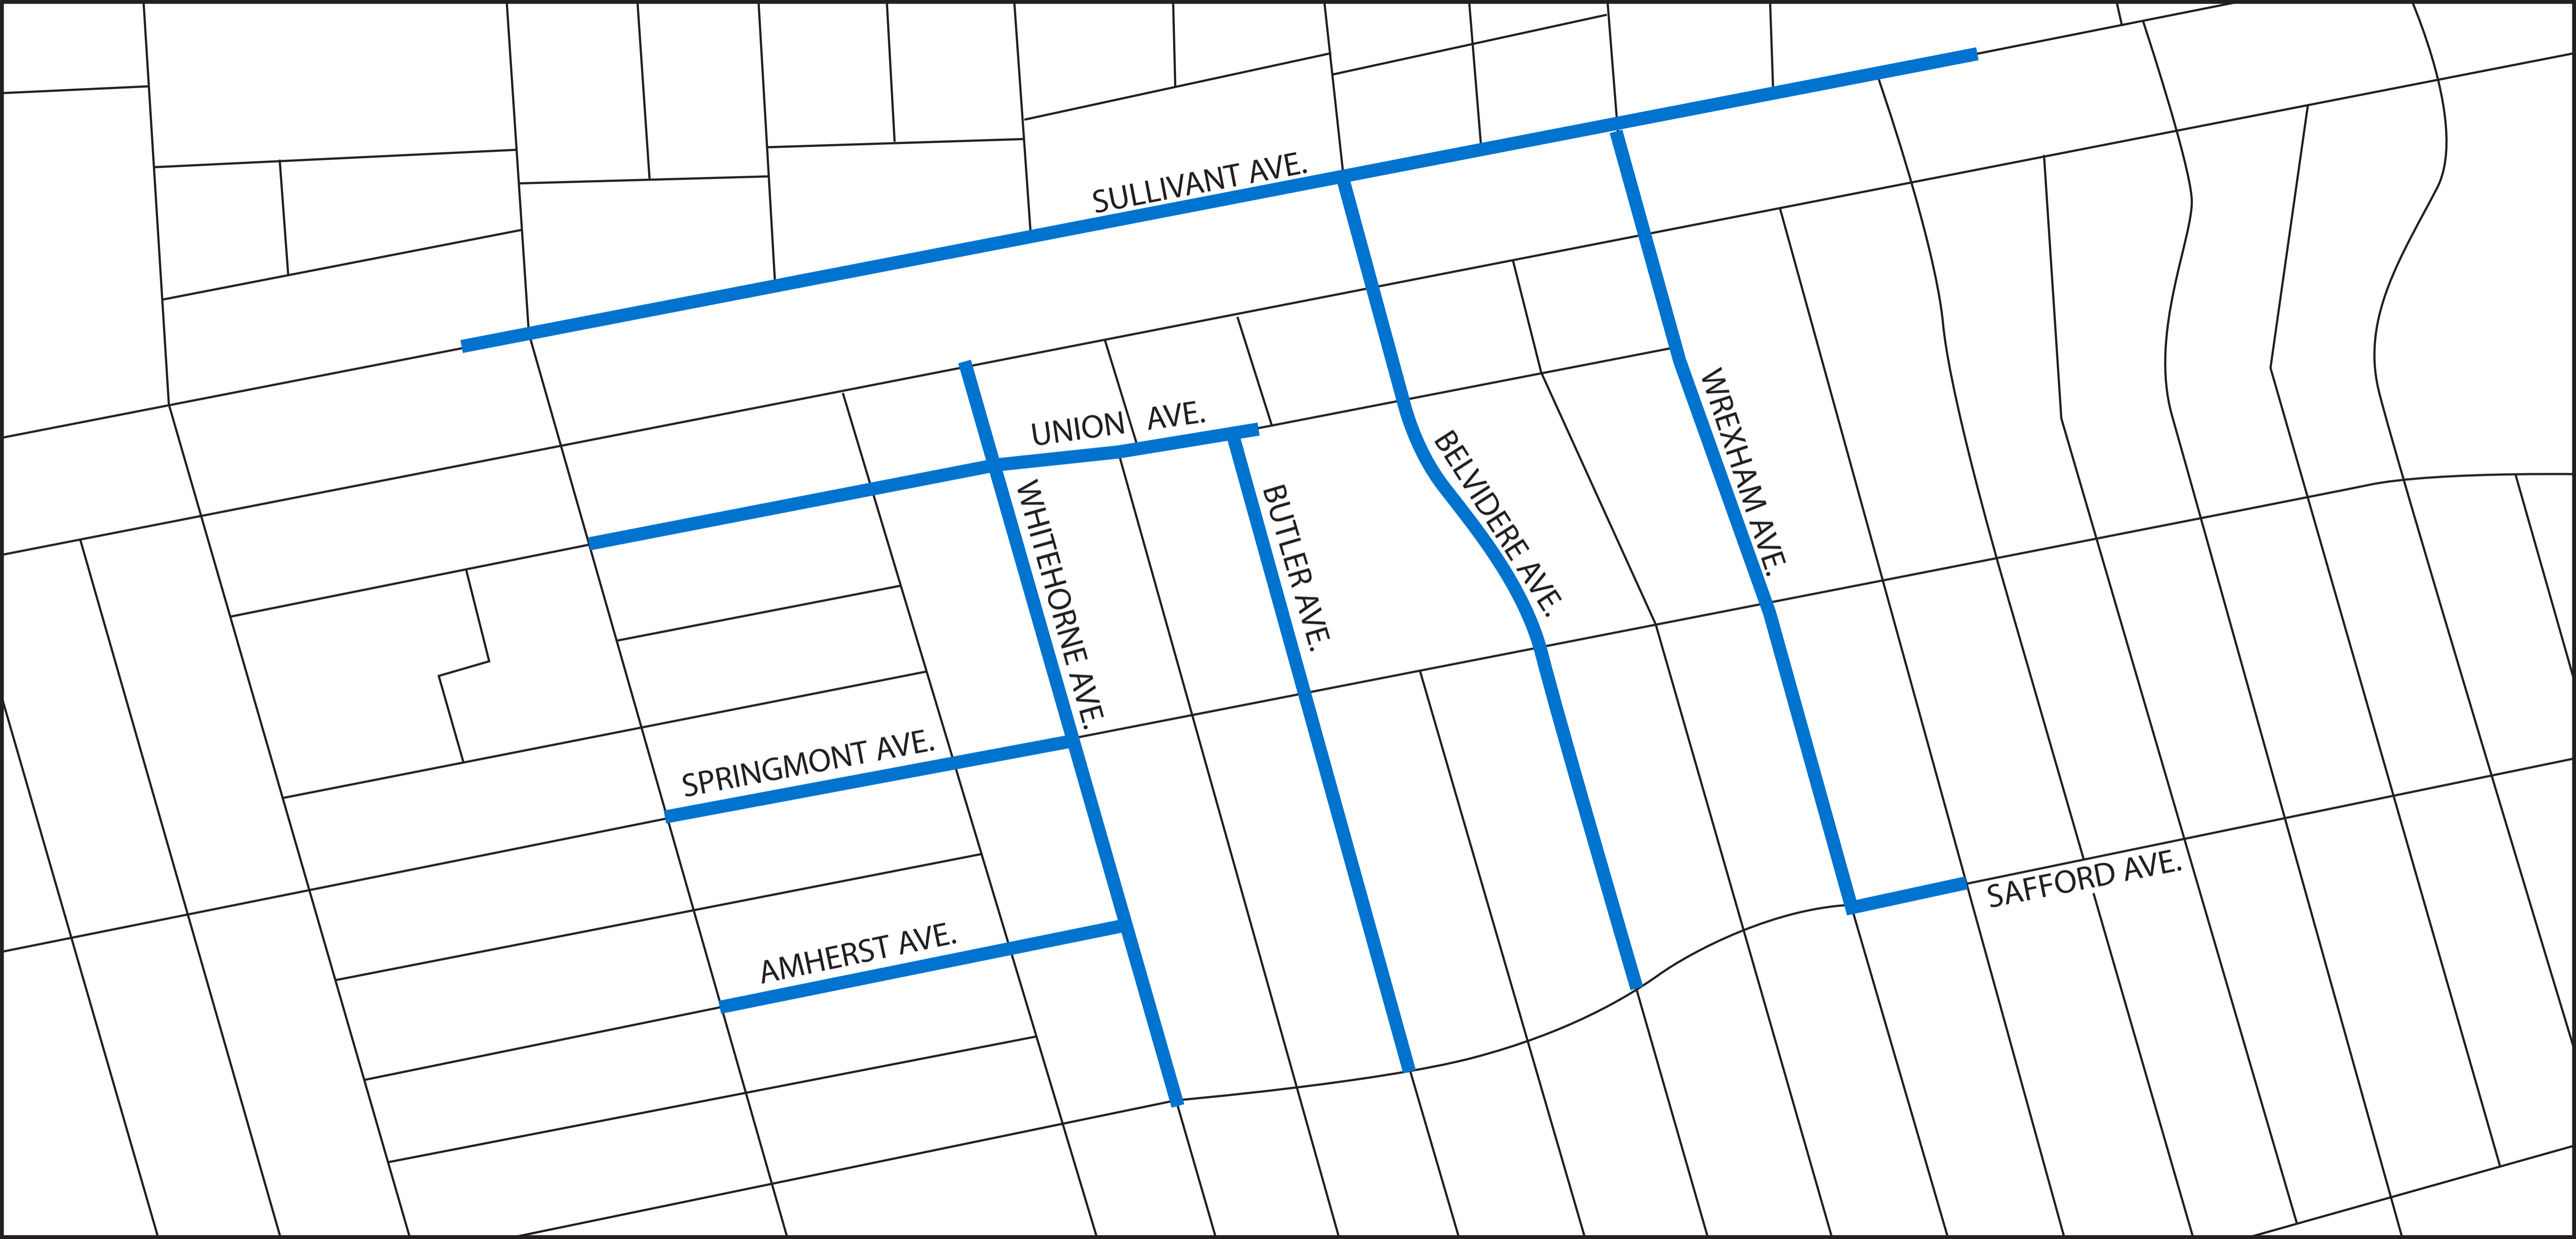 SULLIVANT AVE.
UNION AVE.
WHITEHORNE AVE.
BUTLER AVE.
BELVIDERE AVE.
WREXHAM AVE.
SPRINGMONT AVE.
AMHERST AVE.
SAFFORD AVE.